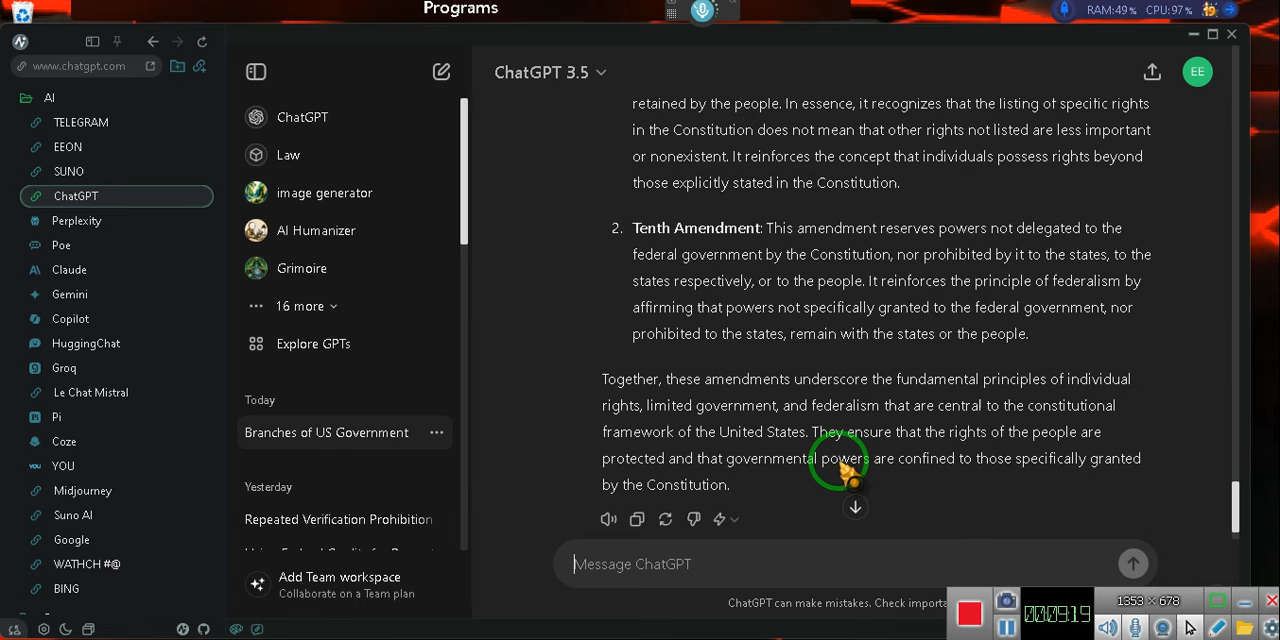 Programs
RAM:49% CPU:97% 19
www.chatgpt.com
AI
TELEGRAM
EEON
SUNO
ChatGPT
Perplexity
Poe
Claude
Gemini
Copilot
HuggingChat
Groq
Le Chat Mistral
Pi
Coze
YOU
YOU
Midjourney
Suno AI
Google
WATHCH #@
BING
ChatGPT
Law
image generator
AI Humanizer
Grimoire
16 more
Explore GPTs
Today
Branches of US Government
Yesterday
Repeated Verification Prohibition
Add Team workspace
Collaborate on a Team plan
ChatGPT 3.5
EE
retained by the people. In essence, it recognizes that the listing of specific rights
in the Constitution does not mean that other rights not listed are less important
or nonexistent. It reinforces the concept that individuals possess rights beyond
those explicitly stated in the Constitution.
2. Tenth Amendment: This amendment reserves powers not delegated to the
federal government by the Constitution, nor prohibited by it to the states, to the
states respectively, or to the people. It reinforces the principle of federalism by
affirming that powers not specifically granted to the federal government, nor
prohibited to the states, remain with the states or the people.
Together, these amendments underscore the fundamental principles of individual
rights, limited government, and federalism that are central to the constitutional
framework of the United States. They ensure that the rights of the people are
protected and that governmental powers are confined to those specifically granted
by the Constitution.
Message ChatGPT
ChatGPT can make mistakes. Check importa
1353 × 678
00:09:19